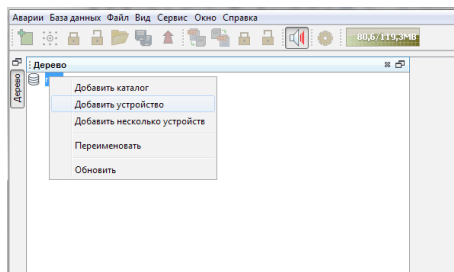 Аварии База данных Файл Вид Сервис Окно Справка
80,6/119,3MB
Дерево
Дерево
Добавить каталог
Добавить устройство
Добавить несколько устройств
Переименовать
Обновить